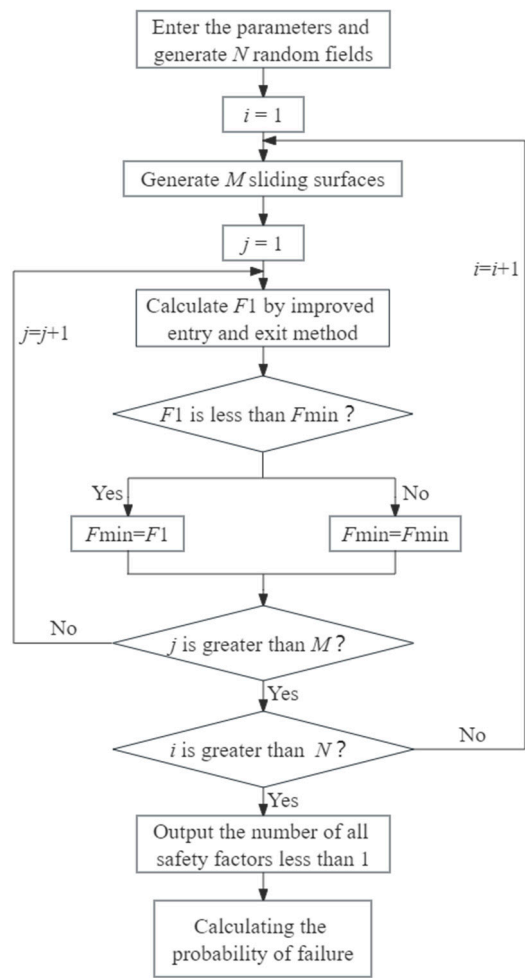 Enter the parameters and
generate N random fields
i = 1
Generate M sliding surfaces
j = 1
i=i+1
j=j+1
Calculate F1 by improved
entry and exit method
F1 is less than Fmin ?
Yes
No
Fmin=F1
Fmin=Fmin
No
j is greater than M ?
Yes
i is greater than N ?
No
Yes
Output the number of all
safety factors less than 1
Calculating the
probability of failure